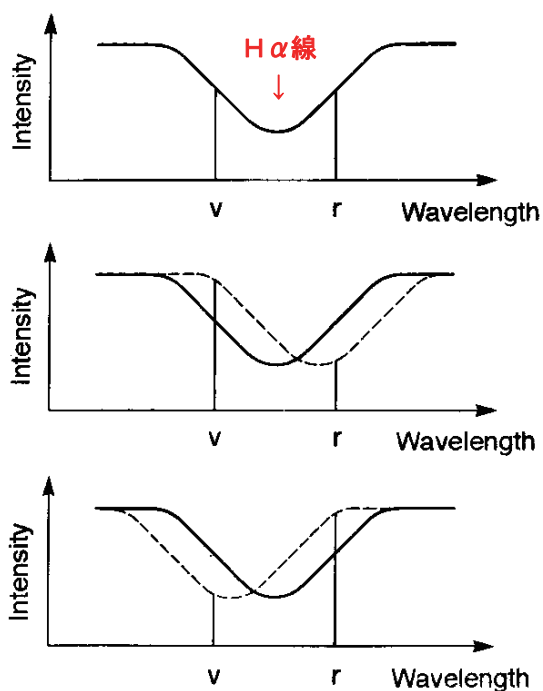 Hα線
↓
Intensity
v r Wavelength
Intensity
v r Wavelength
Intensity
v r Wavelength